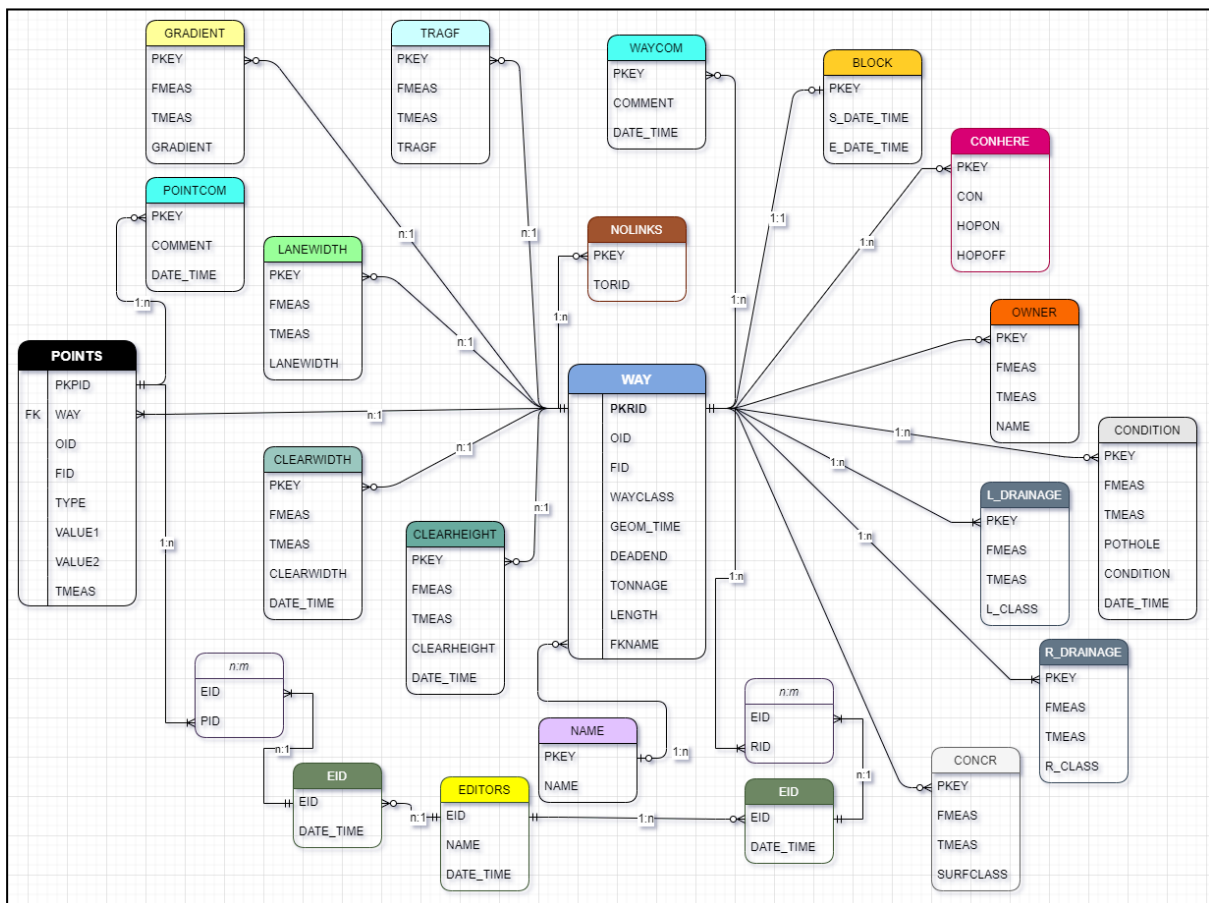 GRADIENT
PKEY
FMEAS
TMEAS
GRADIENT
TRAGF
PKEY
FMEAS
TMEAS
TRAGF
WAYCOM
PKEY
COMMENT
DATE_TIME
BLOCK
PKEY
S_DATE_TIME
E_DATE_TIME
CONHERE
PKEY
CON
HOPON
HOPOFF
POINTCOM
PKEY
COMMENT
DATE_TIME
LANEWIDTH
PKEY
FMEAS
TMEAS
LANEWIDTH
NOLINKS
PKEY
TORID
n:1
n:1
1:1
1:n
1:n
1:n
n:1
1:n
OWNER
PKEY
FMEAS
TMEAS
NAME
POINTS
PKPID
FK WAY
OID
FID
TYPE
VALUE1
VALUE2
TMEAS
n:1
WAY
PKRID
OID
FID
WAYCLASS
GEOM_TIME
DEADEND
TONNAGE
LENGTH
FKNAME
CONDITION
PKEY
FMEAS
TMEAS
POTHOLE
CONDITION
DATE_TIME
1:n
1:n
1:n
CLEARWIDTH
PKEY
FMEAS
TMEAS
CLEARWIDTH
DATE_TIME
n:1
n:1
CLEARHEIGHT
PKEY
FMEAS
TMEAS
CLEARHEIGHT
DATE_TIME
L_DRAINAGE
PKEY
FMEAS
TMEAS
L_CLASS
1:n
1:n
R_DRAINAGE
PKEY
FMEAS
TMEAS
R_CLASS
n:m
EID
PID
n:1
n:m
EID
RID
n:1
NAME
PKEY
NAME
1:n
CONCR
PKEY
FMEAS
TMEAS
SURFCLASS
EID
EID
DATE_TIME
n:1
EDITORS
EID
NAME
DATE_TIME
1:n
EID
EID
DATE_TIME